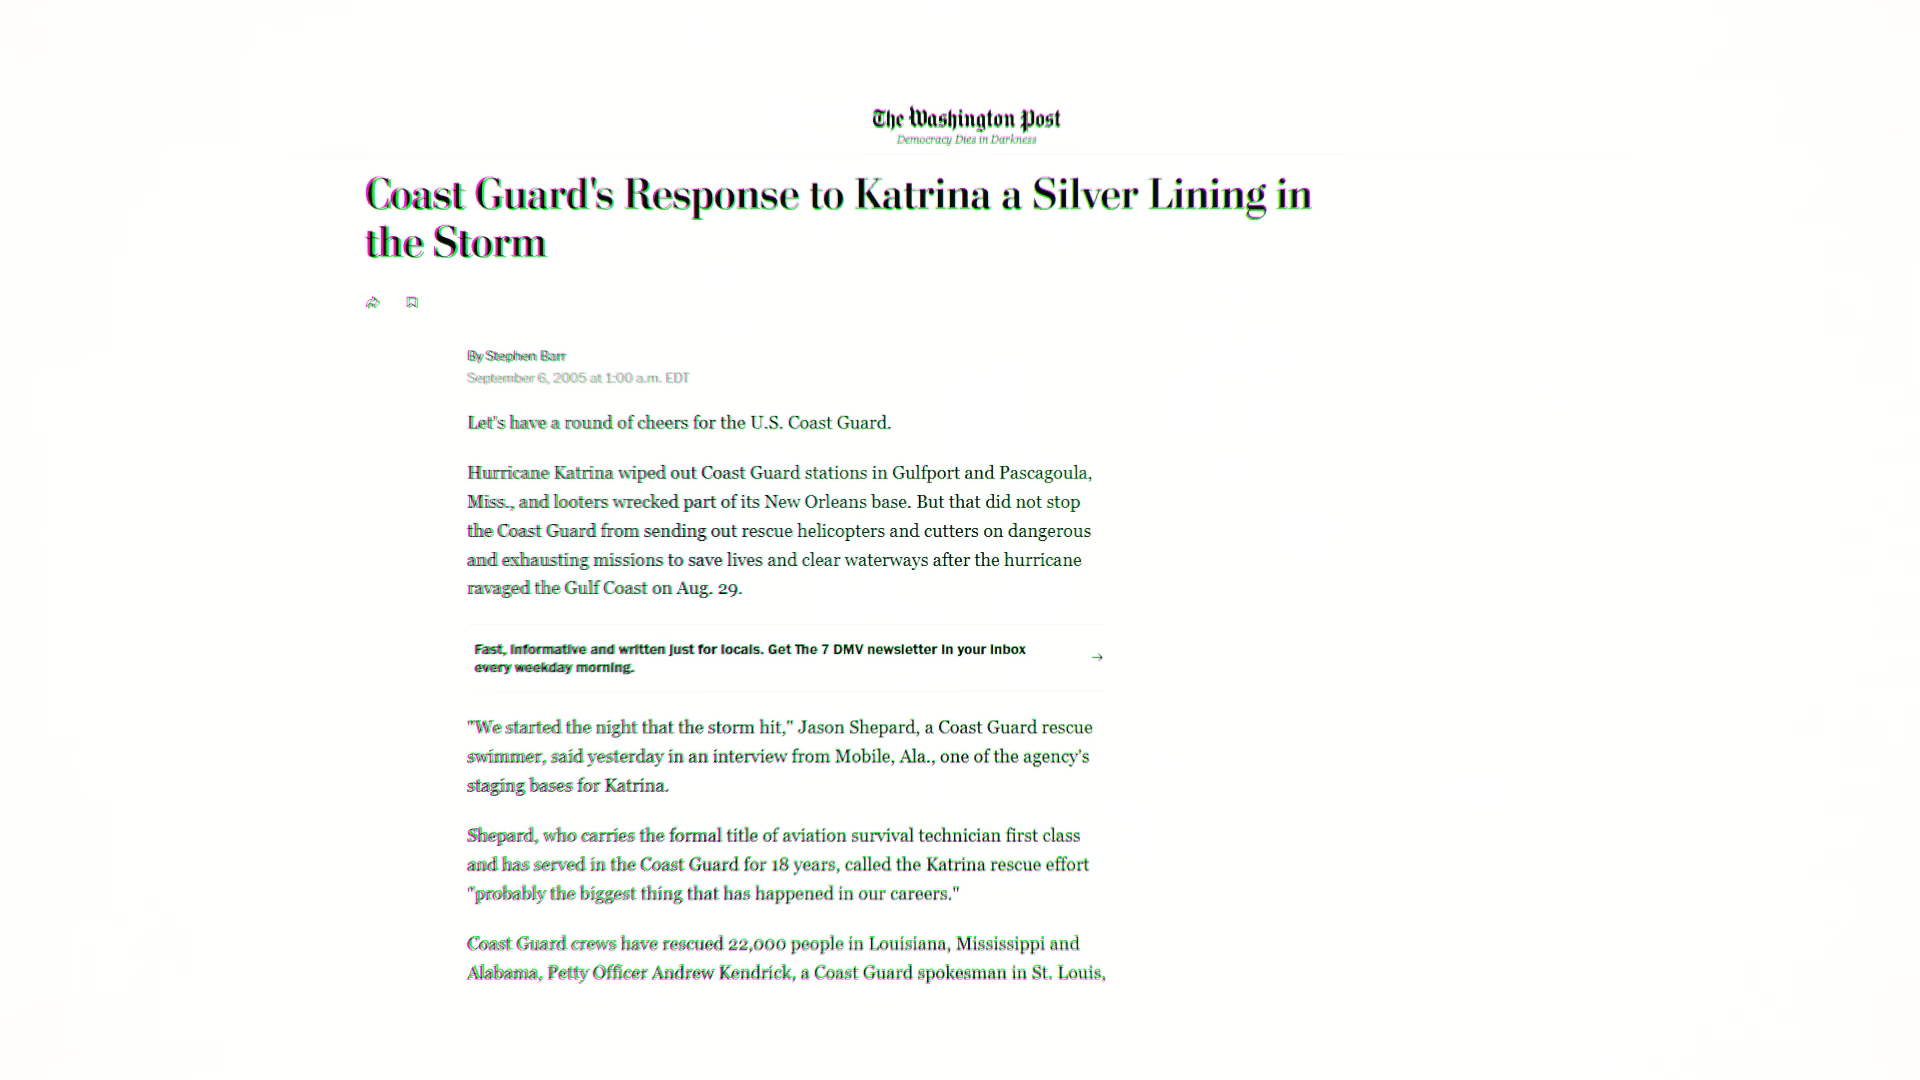 The Washington Post
Democracy Dies in Darkness
Coast Guard's Response to Katrina a Silver Lining in
the Storm
By Stephen Barr
September 6, 2005 at 1:00 a.m. EDT
Let's have a round of cheers for the U.S. Coast Guard.
Hurricane Katrina wiped out Coast Guard stations in Gulfport and Pascagoula,
Miss., and looters wrecked part of its New Orleans base. But that did not stop
the Coast Guard from sending out rescue helicopters and cutters on dangerous
and exhausting missions to save lives and clear waterways after the hurricane
ravaged the Gulf Coast on Aug. 29.
Fast, informative and written just for locals. Get The 7 DMV newsletter in your inbox
every weekday morning.
"We started the night that the storm hit," Jason Shepard, a Coast Guard rescue
swimmer, said yesterday in an interview from Mobile, Ala., one of the agency's
staging bases for Katrina.
Shepard, who carries the formal title of aviation survival technician first class
and has served in the Coast Guard for 18 years, called the Katrina rescue effort
"probably the biggest thing that has happened in our careers."
Coast Guard crews have rescued 22,000 people in Louisiana, Mississippi and
Alabama, Petty Officer Andrew Kendrick, a Coast Guard spokesman in St. Louis,